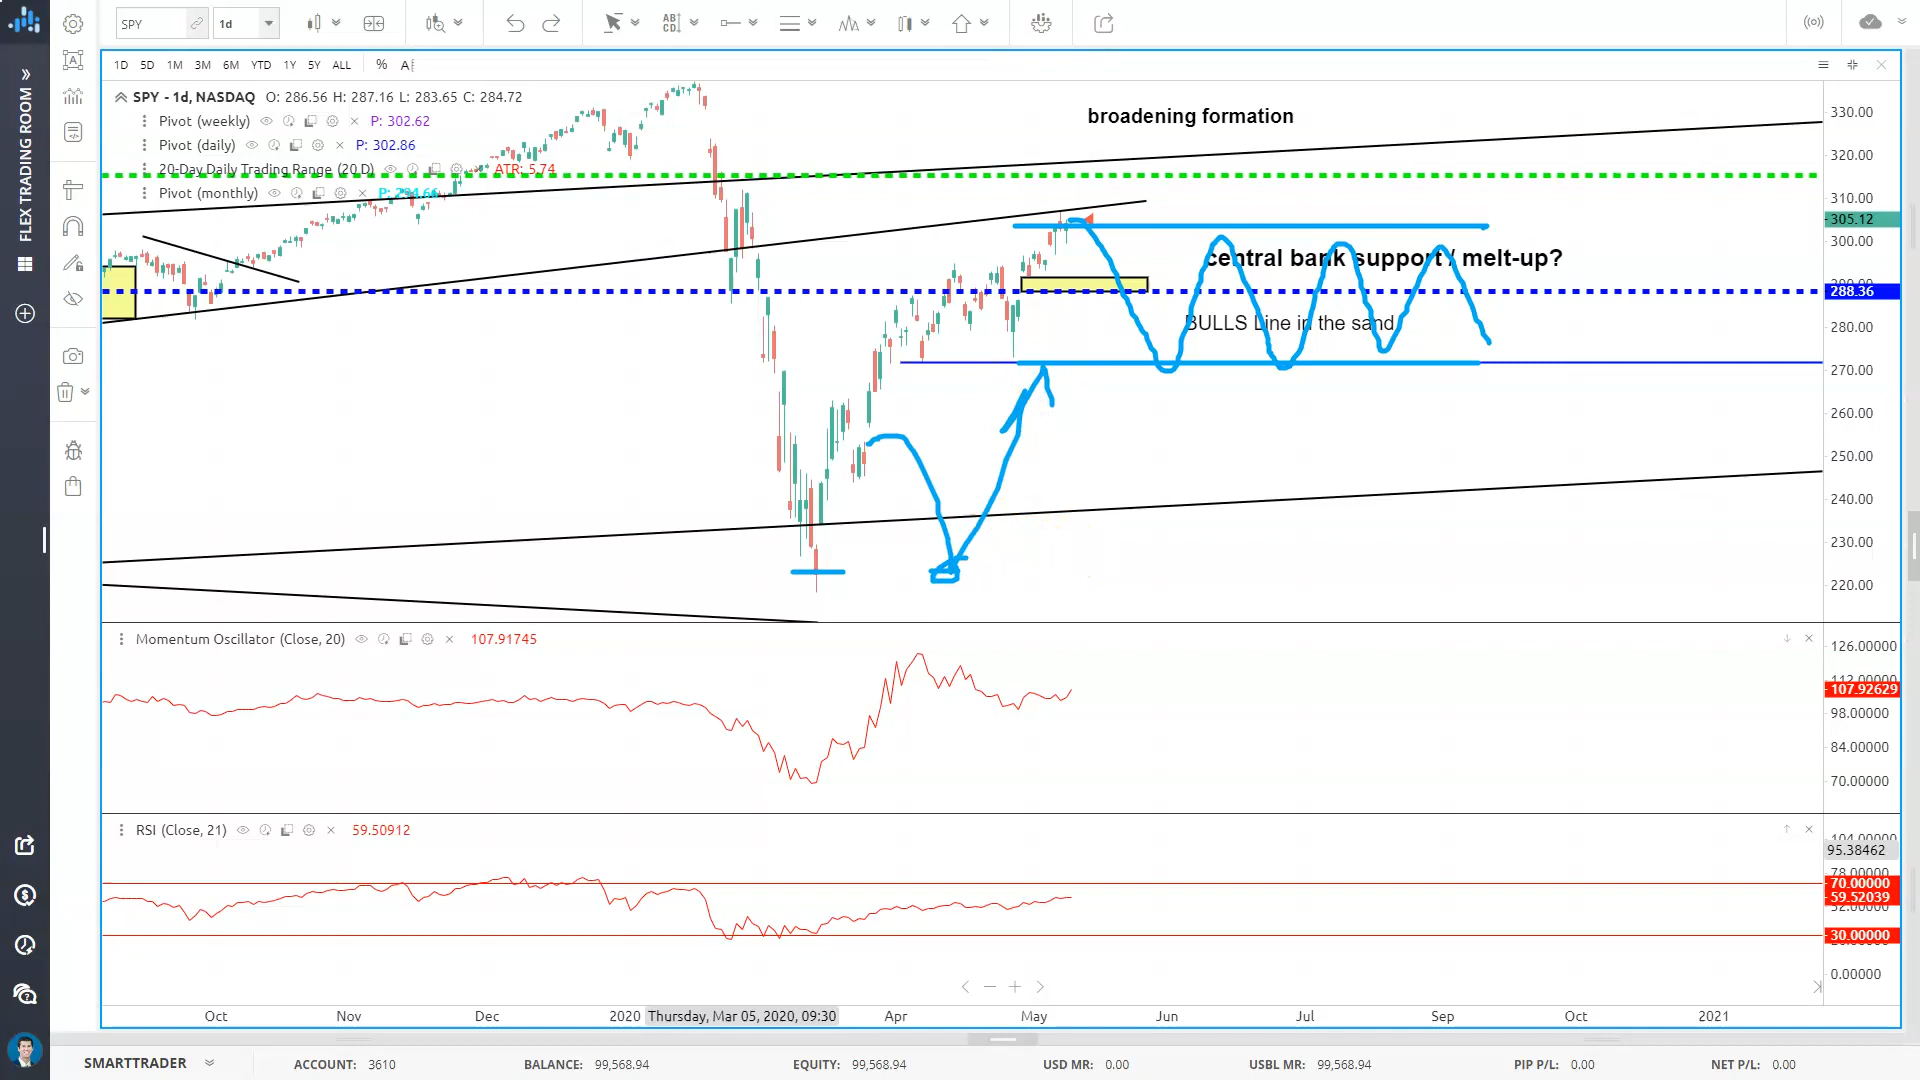 SPY
1d
AB
CD
FLEX TRADING ROOM
1D 5D 1M 3M 6M YTD 1Y 5Y ALL % A
SPY - 1d, NASDAQ O: 286.56 H: 287.16 L: 283.65 C: 284.72
Pivot (weekly) P: 302.62
Pivot (daily) P: 302.86
20-Day Daily Trading Range (20 D) ATR: 5.74
Pivot (monthly)
broadening formation
central bank support / melt-up?
BULLS Line in the sand
330.00
320.00
310.00
305.12
300.00
288.36
280.00
270.00
260.00
250.00
240.00
230.00
220.00
Momentum Oscillator (Close, 20) 107.91745
126.00000
107.92629
98.00000
84.00000
70.00000
RSI (Close, 21) 59.50912
95.38462
70.00000
59.52039
30.00000
0.00000
Oct Nov Dec 2020 Thursday, Mar 05, 2020, 09:30 Apr May Jun Jul Sep Oct 2021
SMARTTRADER ACCOUNT: 3610 BALANCE: 99,568.94 EQUITY: 99,568.94 USD MR: 0.00 USBL MR: 99,568.94 PIP P/L: 0.00 NET P/L: 0.00